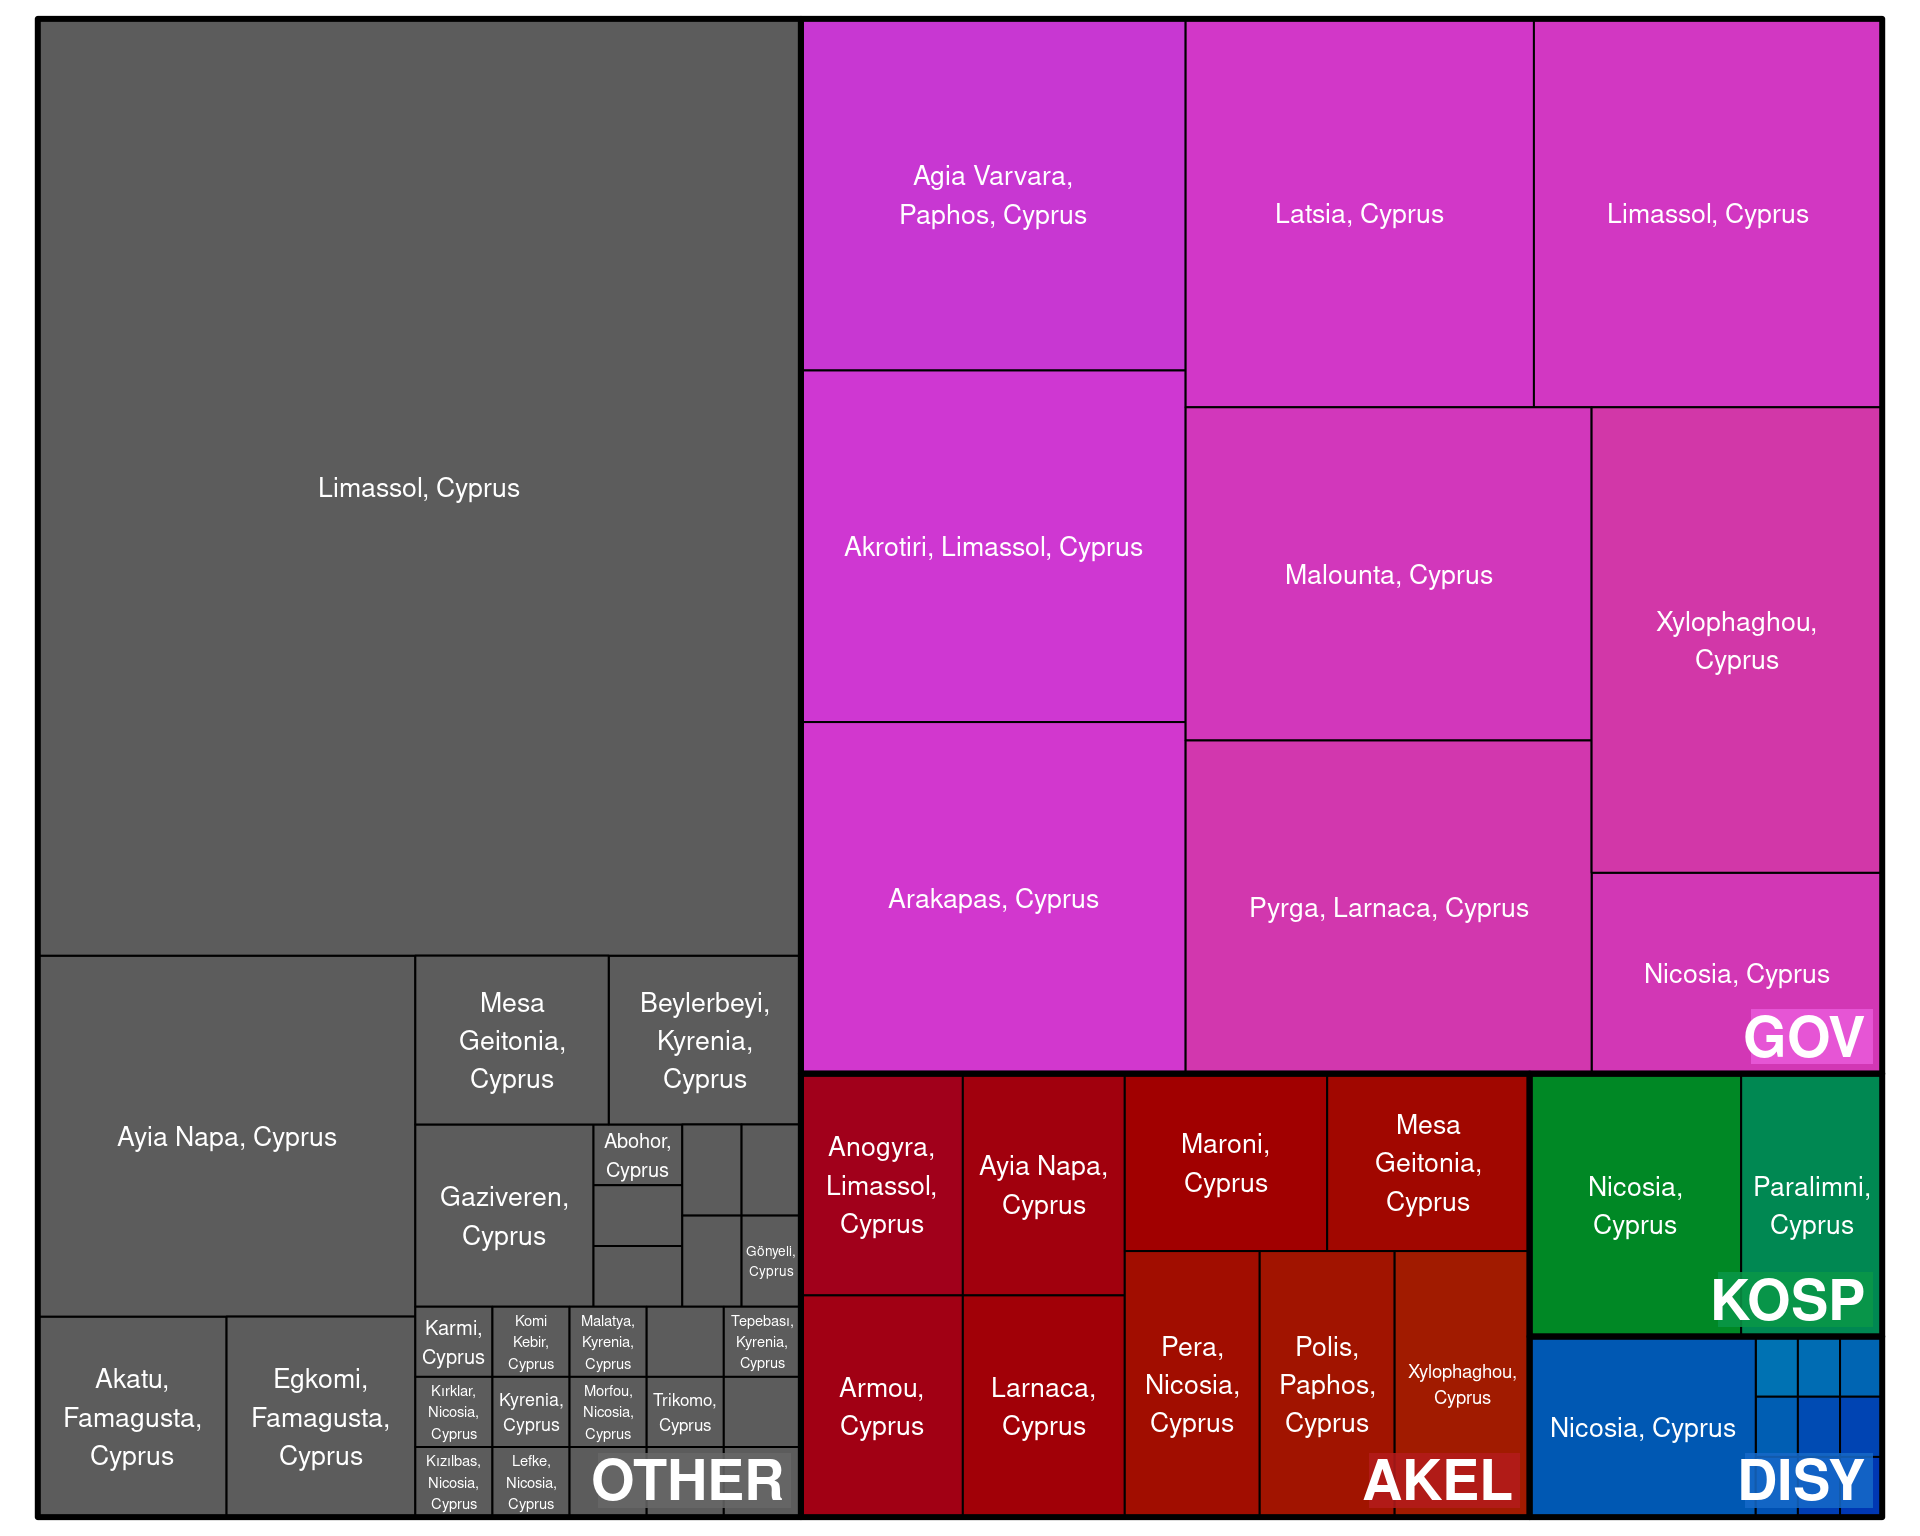 Limassol, Cyprus
Ayia Napa, Cyprus
Akatu,
Famagusta,
Cyprus
Egkomi,
Famagusta,
Cyprus
Mesa
Geitonia,
Cyprus
Beylerbeyi,
Kyrenia,
Cyprus
Gaziveren,
Cyprus
Abohor,
Cyprus
Gönyeli,
Cyprus
Karmi,
Cyprus
Komi
Kebir,
Cyprus
Malatya,
Kyrenia,
Cyprus
Tepebası,
Kyrenia,
Cyprus
Kırklar,
Nicosia,
Cyprus
Kyrenia,
Cyprus
Morfou,
Nicosia,
Cyprus
Trikomo,
Cyprus
Kızılbas,
Nicosia,
Cyprus
Lefke,
Nicosia,
Cyprus
OTHER
Agia Varvara,
Paphos, Cyprus
Latsia, Cyprus
Limassol, Cyprus
Akrotiri, Limassol, Cyprus
Malounta, Cyprus
Xylophaghou,
Cyprus
Arakapas, Cyprus
Pyrga, Larnaca, Cyprus
Nicosia, Cyprus
GOV
Anogyra,
Limassol,
Cyprus
Ayia Napa,
Cyprus
Maroni,
Cyprus
Mesa
Geitonia,
Cyprus
Armou,
Cyprus
Larnaca,
Cyprus
Pera,
Nicosia,
Cyprus
Polis,
Paphos,
Cyprus
Xylophaghou,
Cyprus
AKEL
Nicosia,
Cyprus
Paralimni,
Cyprus
KOSP
Nicosia, Cyprus
DISY